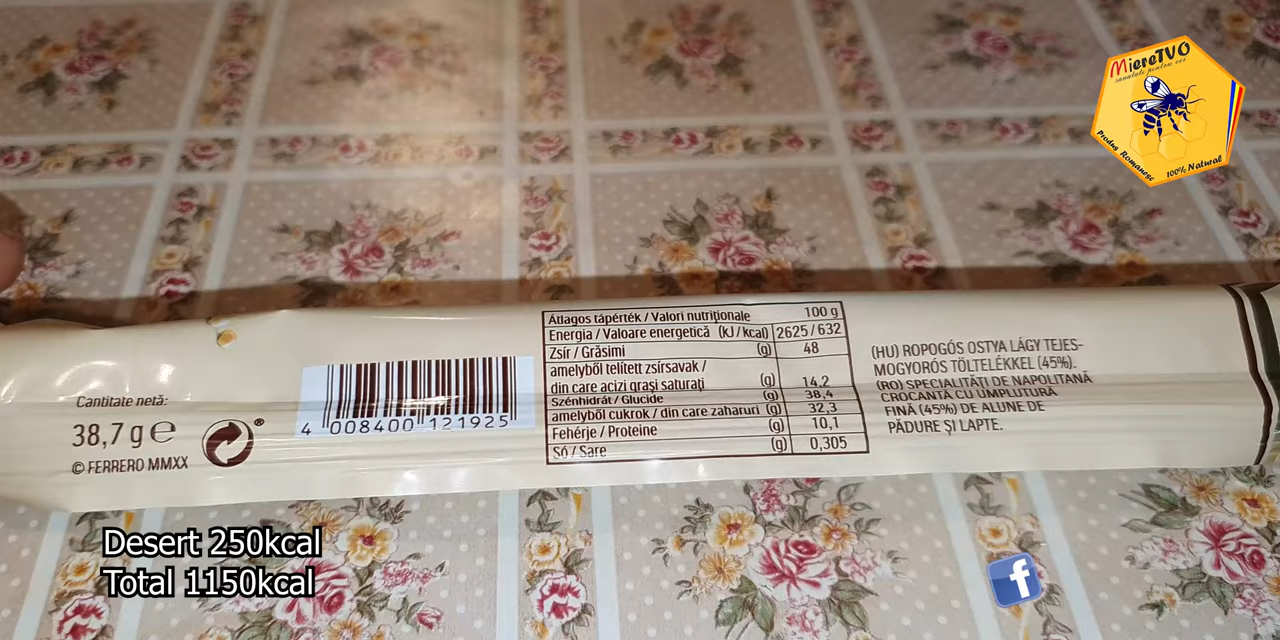 MiereTVO
sanatate pentru voi
Produs Romanesc
100% Natural
Cantitate netă:
38,7 g e
© FERRERO MMXX
®
4 008400 121925
Átlagos tápérték / Valori nutriţionale 100 g
Energia / Valoare energetică (kJ / kcal) 2625 / 632
Zsír / Grăsimi (g) 48
amelyből telített zsírsavak /
din care acizi graşi saturaţi (g) 14,2
Szénhidrát / Glucide (g) 38,4
amelyből cukrok / din care zaharuri (g) 32,3
Fehérje / Proteine (g) 10,1
Só / Sare (g) 0,305
(HU) ROPOGÓS OSTYA LÁGY TEJES-
MOGYORÓS TÖLTELÉKKEL (45%).
(RO) SPECIALITĂŢI DE NAPOLITANĂ
CROCANTĂ CU UMPLUTURĂ
FINĂ (45%) DE ALUNE DE
PĂDURE ŞI LAPTE.
Desert 250kcal
Total 1150kcal
f